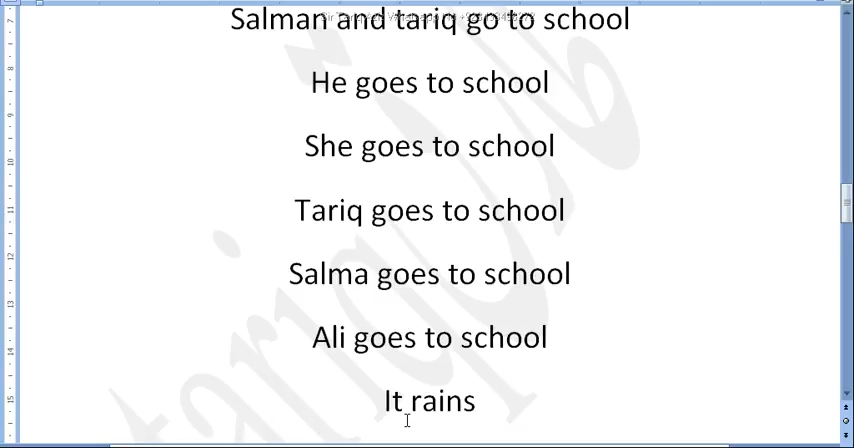 Salman and tariq go to school
He goes to school
She goes to school
Tariq goes to school
Salma goes to school
Ali goes to school
It rains